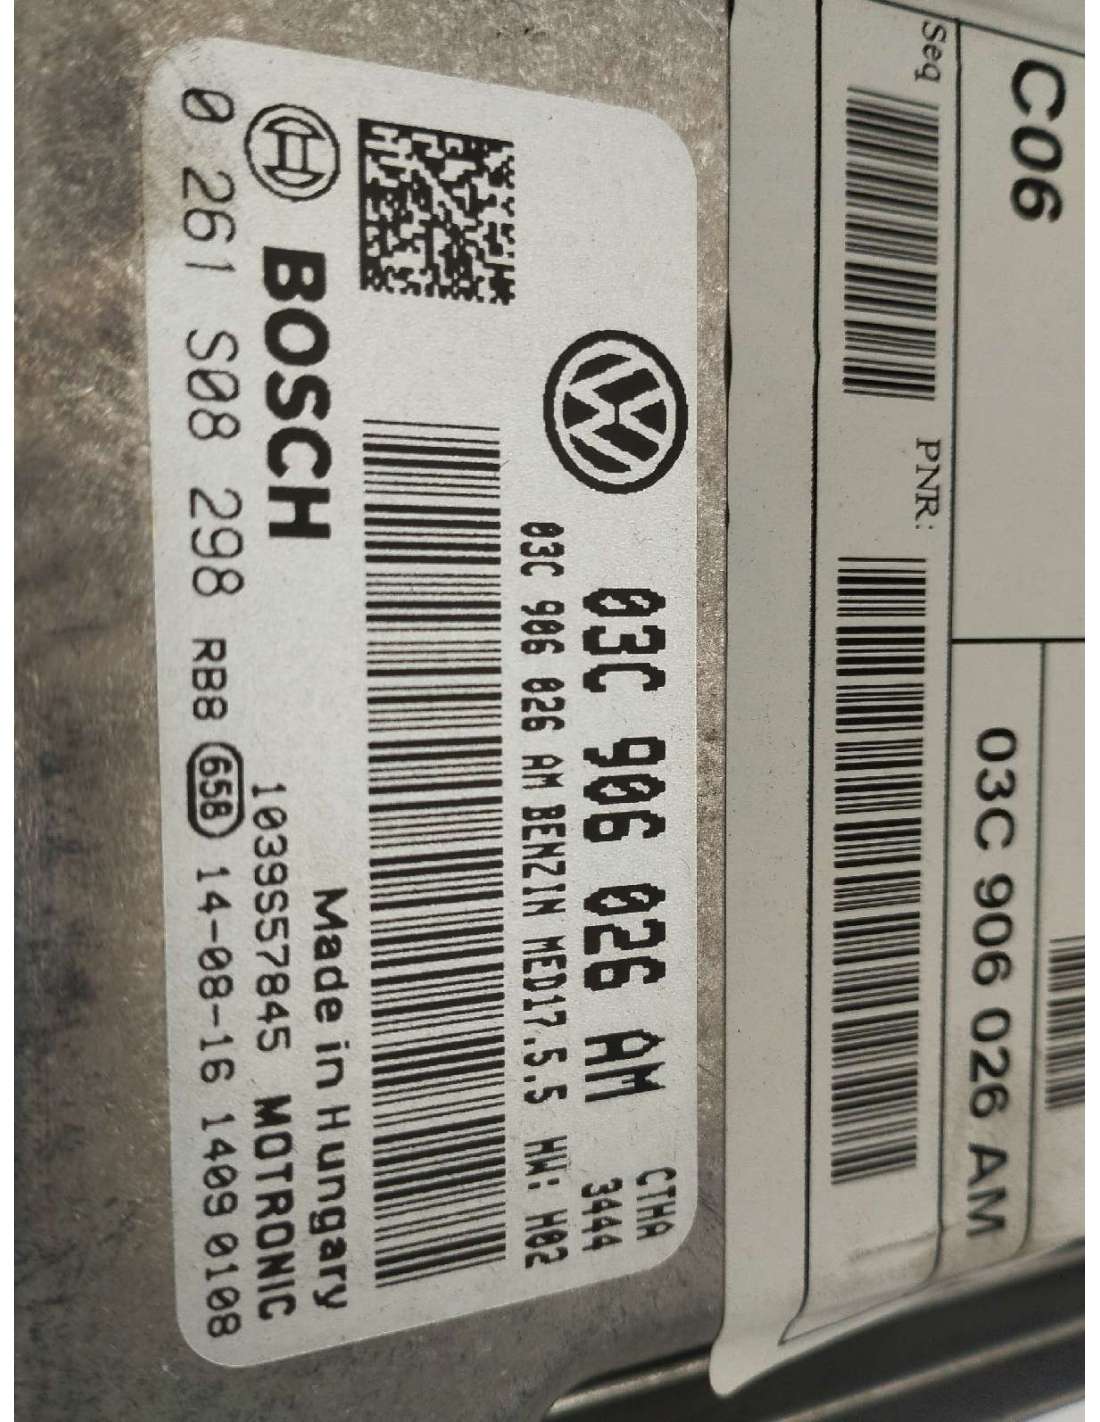 C06
Seq
PNR:
03C 906 026 AM
CTHA
03C 906 026 AM 3444
03C 906 026 AM BENZIN MED17.5.5 HW: H02
Made in Hungary
BOSCH
1039S57845 MOTRONIC
0 261 S08 298 RB8 658 14-08-16 1409 0108